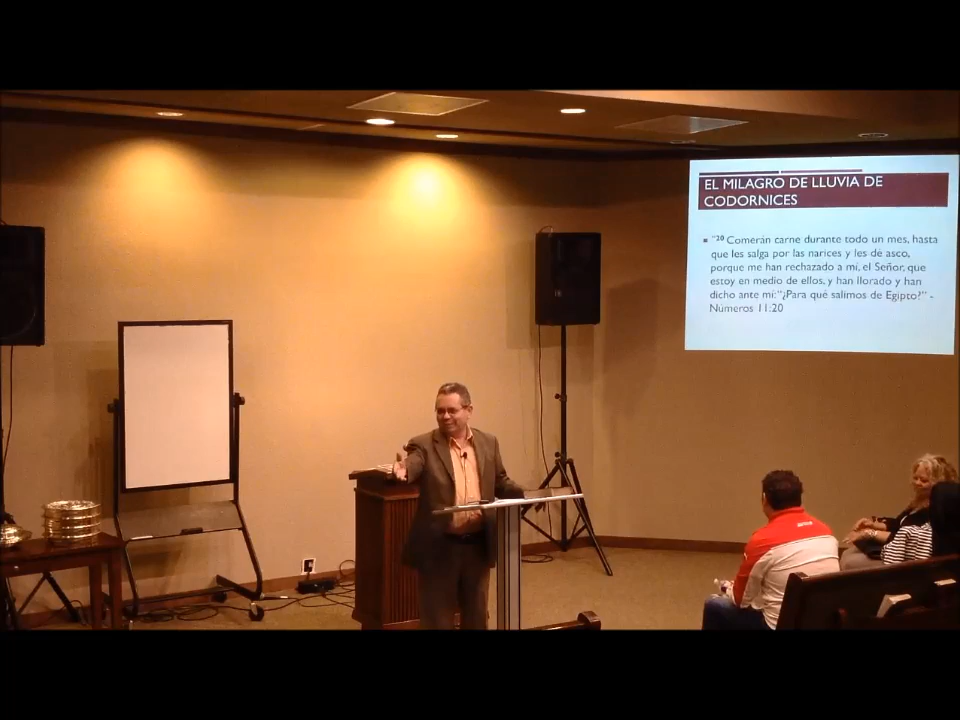 EL MILAGRO DE LLUVIA DE
CODORNICES
"20 Comerán carne durante todo un mes, hasta
que les salga por las narices y les dé asco,
porque me han rechazado a mí, el Señor, que
estoy en medio de ellos, y han llorado y han
dicho ante mí: "¿Para qué salimos de Egipto?" -
Números 11:20